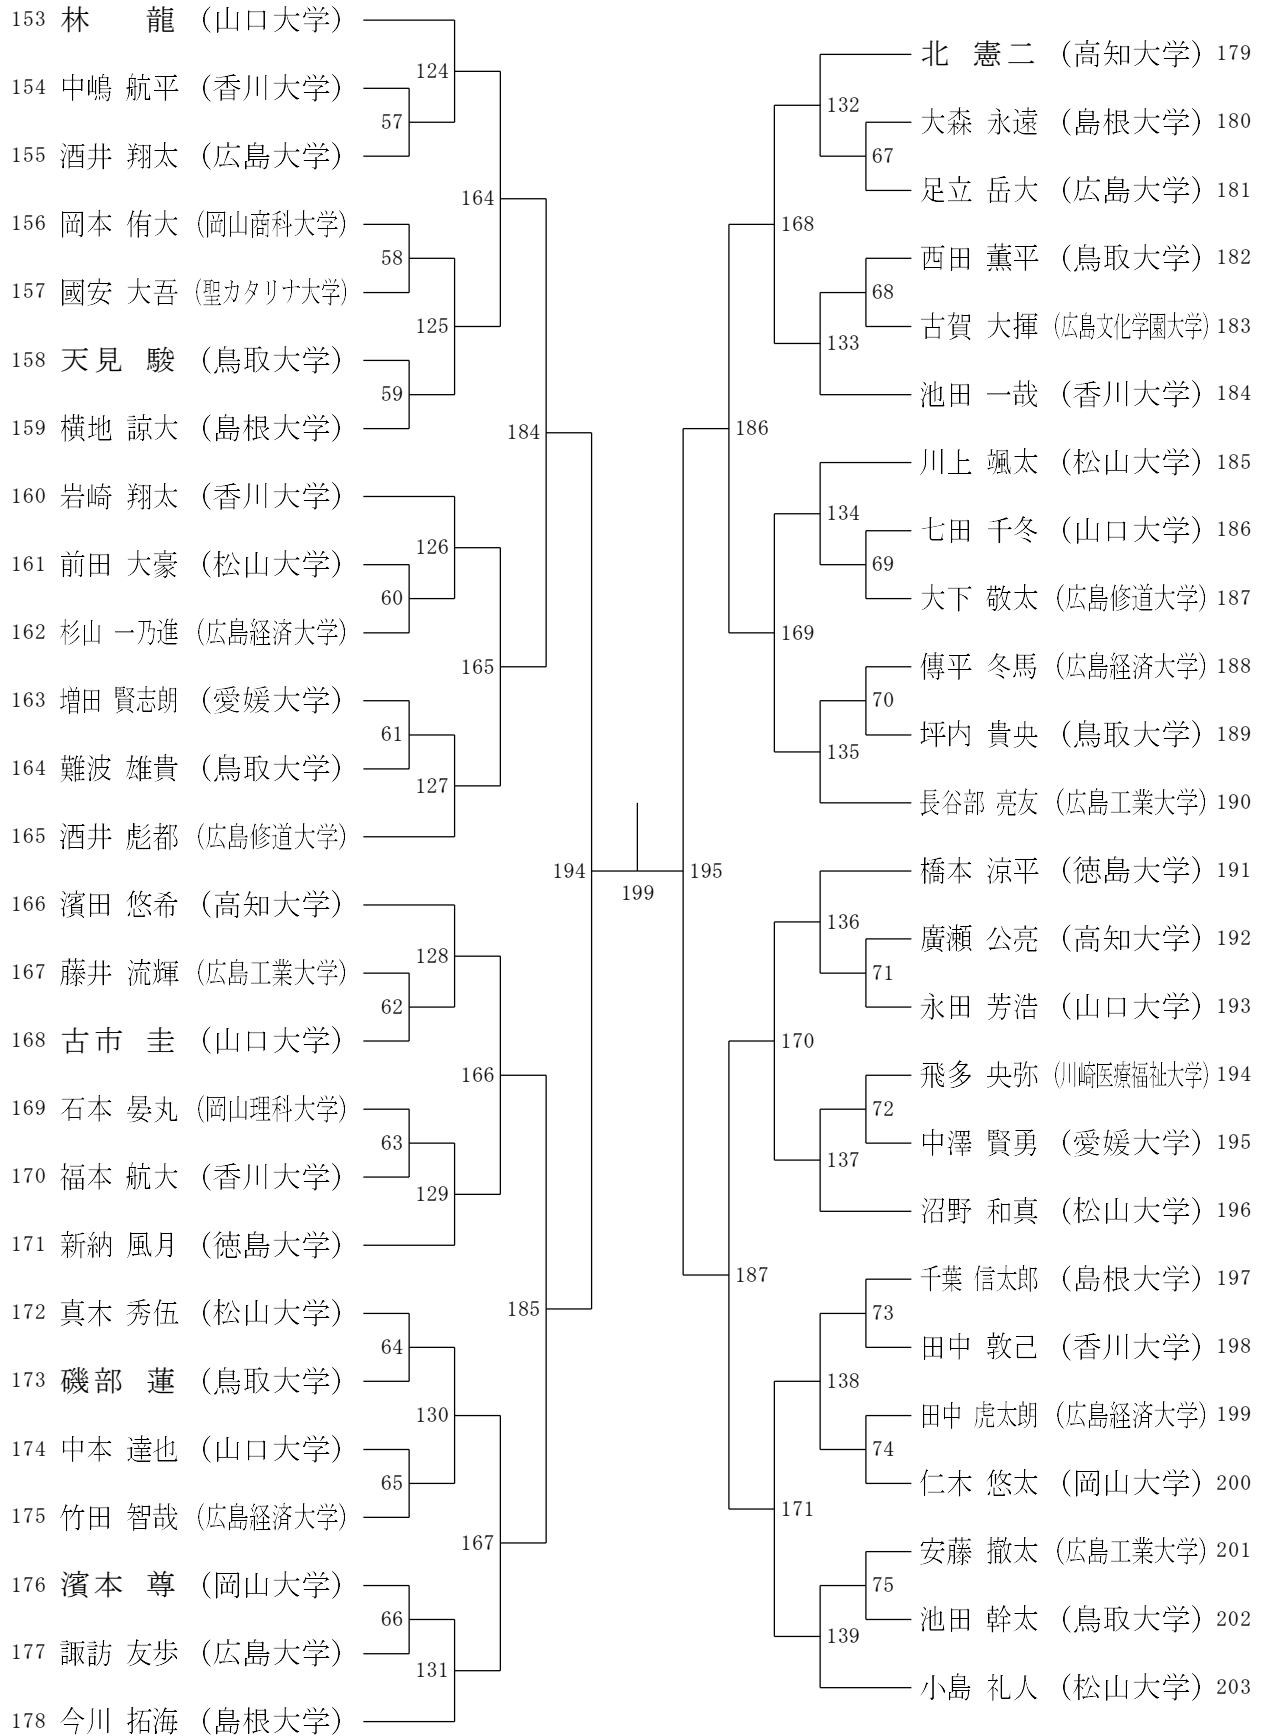 153 林 龍 (山口大学)
124
154 中嶋 航平 (香川大学)
57
155 酒井 翔太 (広島大学)
164
156 岡本 侑大 (岡山商科大学)
58
157 國安 大吾 (聖カタリナ大学)
125
158 天見 駿 (鳥取大学)
59
159 横地 諒大 (島根大学)
184
160 岩崎 翔太 (香川大学)
126
161 前田 大豪 (松山大学)
60
162 杉山 一乃進 (広島経済大学)
165
163 増田 賢志朗 (愛媛大学)
61
164 難波 雄貴 (鳥取大学)
127
165 酒井 彪都 (広島修道大学)
194
199
195
166 濱田 悠希 (高知大学)
128
167 藤井 流輝 (広島工業大学)
62
168 古市 圭 (山口大学)
166
169 石本 晏丸 (岡山理科大学)
63
170 福本 航大 (香川大学)
129
171 新納 風月 (徳島大学)
185
172 真木 秀伍 (松山大学)
64
173 磯部 蓮 (鳥取大学)
130
174 中本 達也 (山口大学)
65
175 竹田 智哉 (広島経済大学)
167
176 濱本 尊 (岡山大学)
66
177 諏訪 友歩 (広島大学)
131
178 今川 拓海 (島根大学)
北 憲二 (高知大学) 179
132
大森 永遠 (島根大学) 180
67
足立 岳大 (広島大学) 181
168
西田 薫平 (鳥取大学) 182
68
古賀 大揮 (広島文化学園大学) 183
133
池田 一哉 (香川大学) 184
186
川上 颯太 (松山大学) 185
134
七田 千冬 (山口大学) 186
69
大下 敬太 (広島修道大学) 187
169
傳平 冬馬 (広島経済大学) 188
70
坪内 貴央 (鳥取大学) 189
135
長谷部 亮友 (広島工業大学) 190
橋本 涼平 (徳島大学) 191
136
廣瀬 公亮 (高知大学) 192
71
永田 芳浩 (山口大学) 193
170
飛多 央弥 (川崎医療福祉大学) 194
72
中澤 賢勇 (愛媛大学) 195
137
沼野 和真 (松山大学) 196
187
千葉 信太郎 (島根大学) 197
73
田中 敦己 (香川大学) 198
138
田中 虎太朗 (広島経済大学) 199
74
仁木 悠太 (岡山大学) 200
171
安藤 撤太 (広島工業大学) 201
75
池田 幹太 (鳥取大学) 202
139
小島 礼人 (松山大学) 203